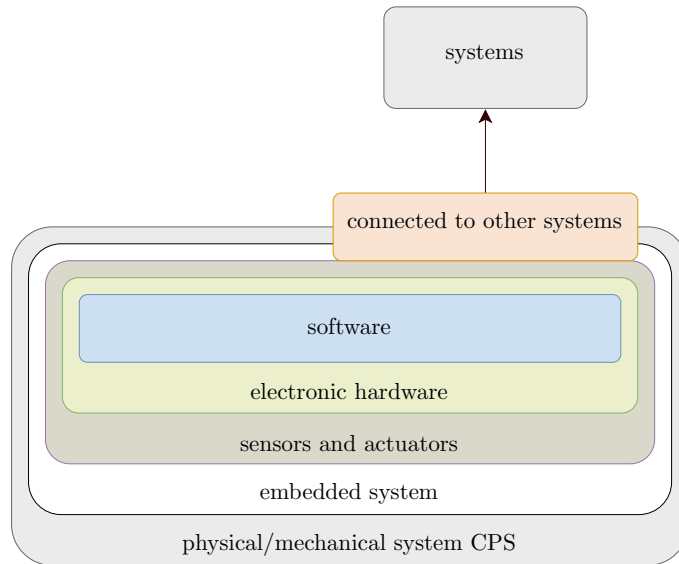 systems
connected to other systems
software
electronic hardware
sensors and actuators
embedded system
physical/mechanical system CPS